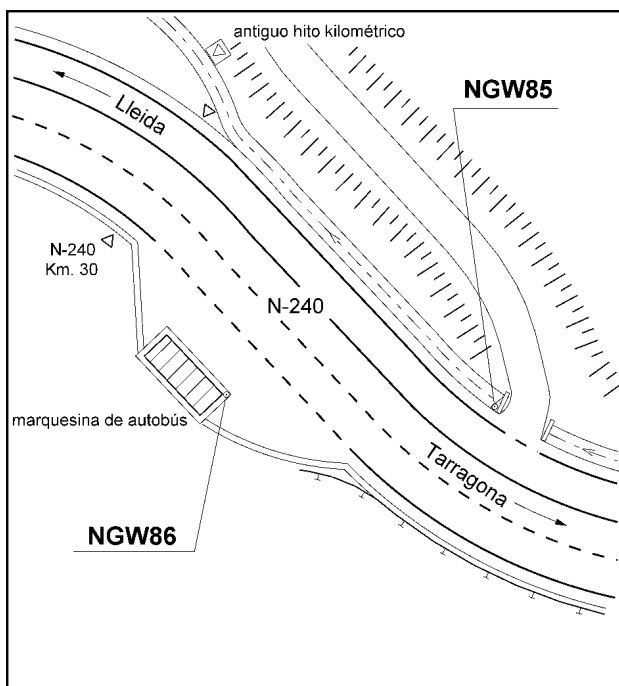 antiguo hito kilométrico
NGW85
Lleida
N-240
Km. 30
N-240
marquesina de autobús
Tarragona
NGW86